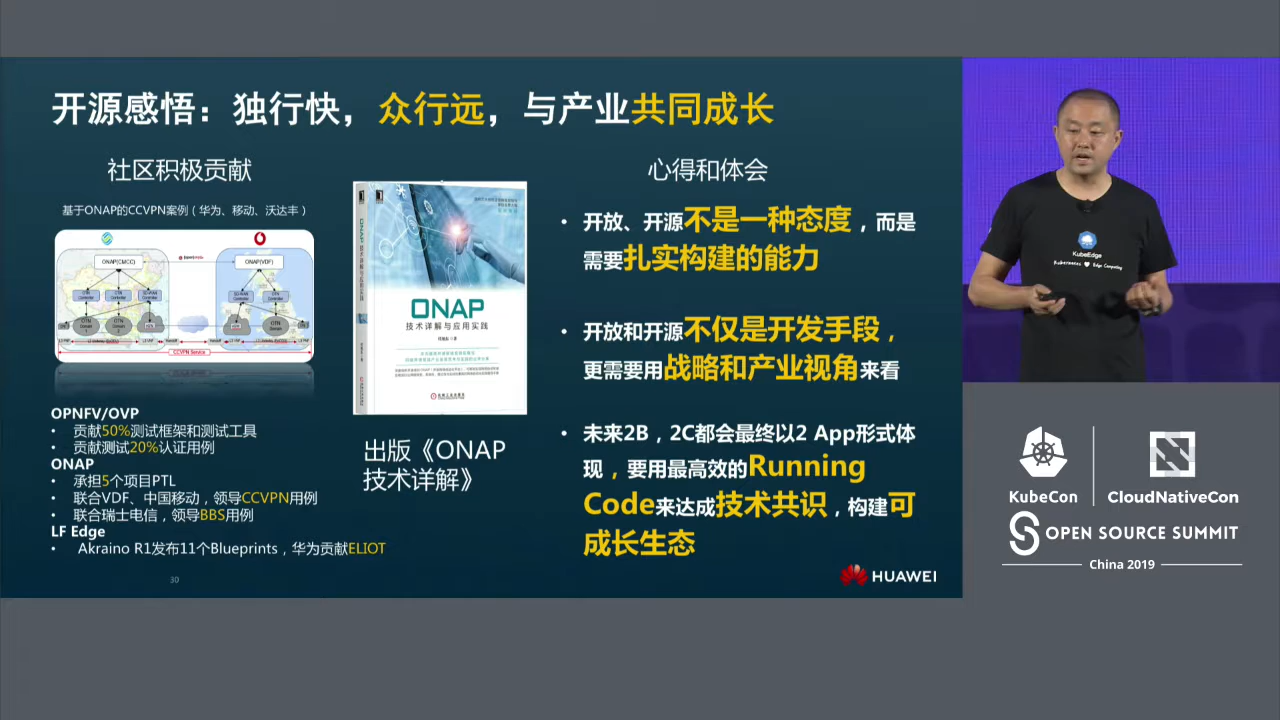 开源感悟：独行快，众行远，与产业共同成长
社区积极贡献
基于ONAP的CCVPN案例（华为、移动、沃达丰）
ONAP(CMCC)
ONAP(VDF)
CCVPN Service
OPNFV/OVP
• 贡献50%测试框架和测试工具
• 贡献测试20%认证用例
ONAP
• 承担5个项目PTL
• 联合VDF、中国移动，领导CCVPN用例
• 联合瑞士电信，领导BBS用例
LF Edge
• Akraino R1发布11个Blueprints，华为贡献ELIOT
30
ONAP
技术详解与应用实践
出版《ONAP
技术详解》
心得和体会
• 开放、开源不是一种态度，而是
需要扎实构建的能力
• 开放和开源不仅是开发手段，
更需要用战略和产业视角来看
• 未来2B，2C都会最终以2 App形式体
现，要用最高效的Running
Code来达成技术共识，构建可
成长生态
HUAWEI
KubeEdge
Kubernetes Edge Computing
KubeCon
CloudNativeCon
OPEN SOURCE SUMMIT
China 2019